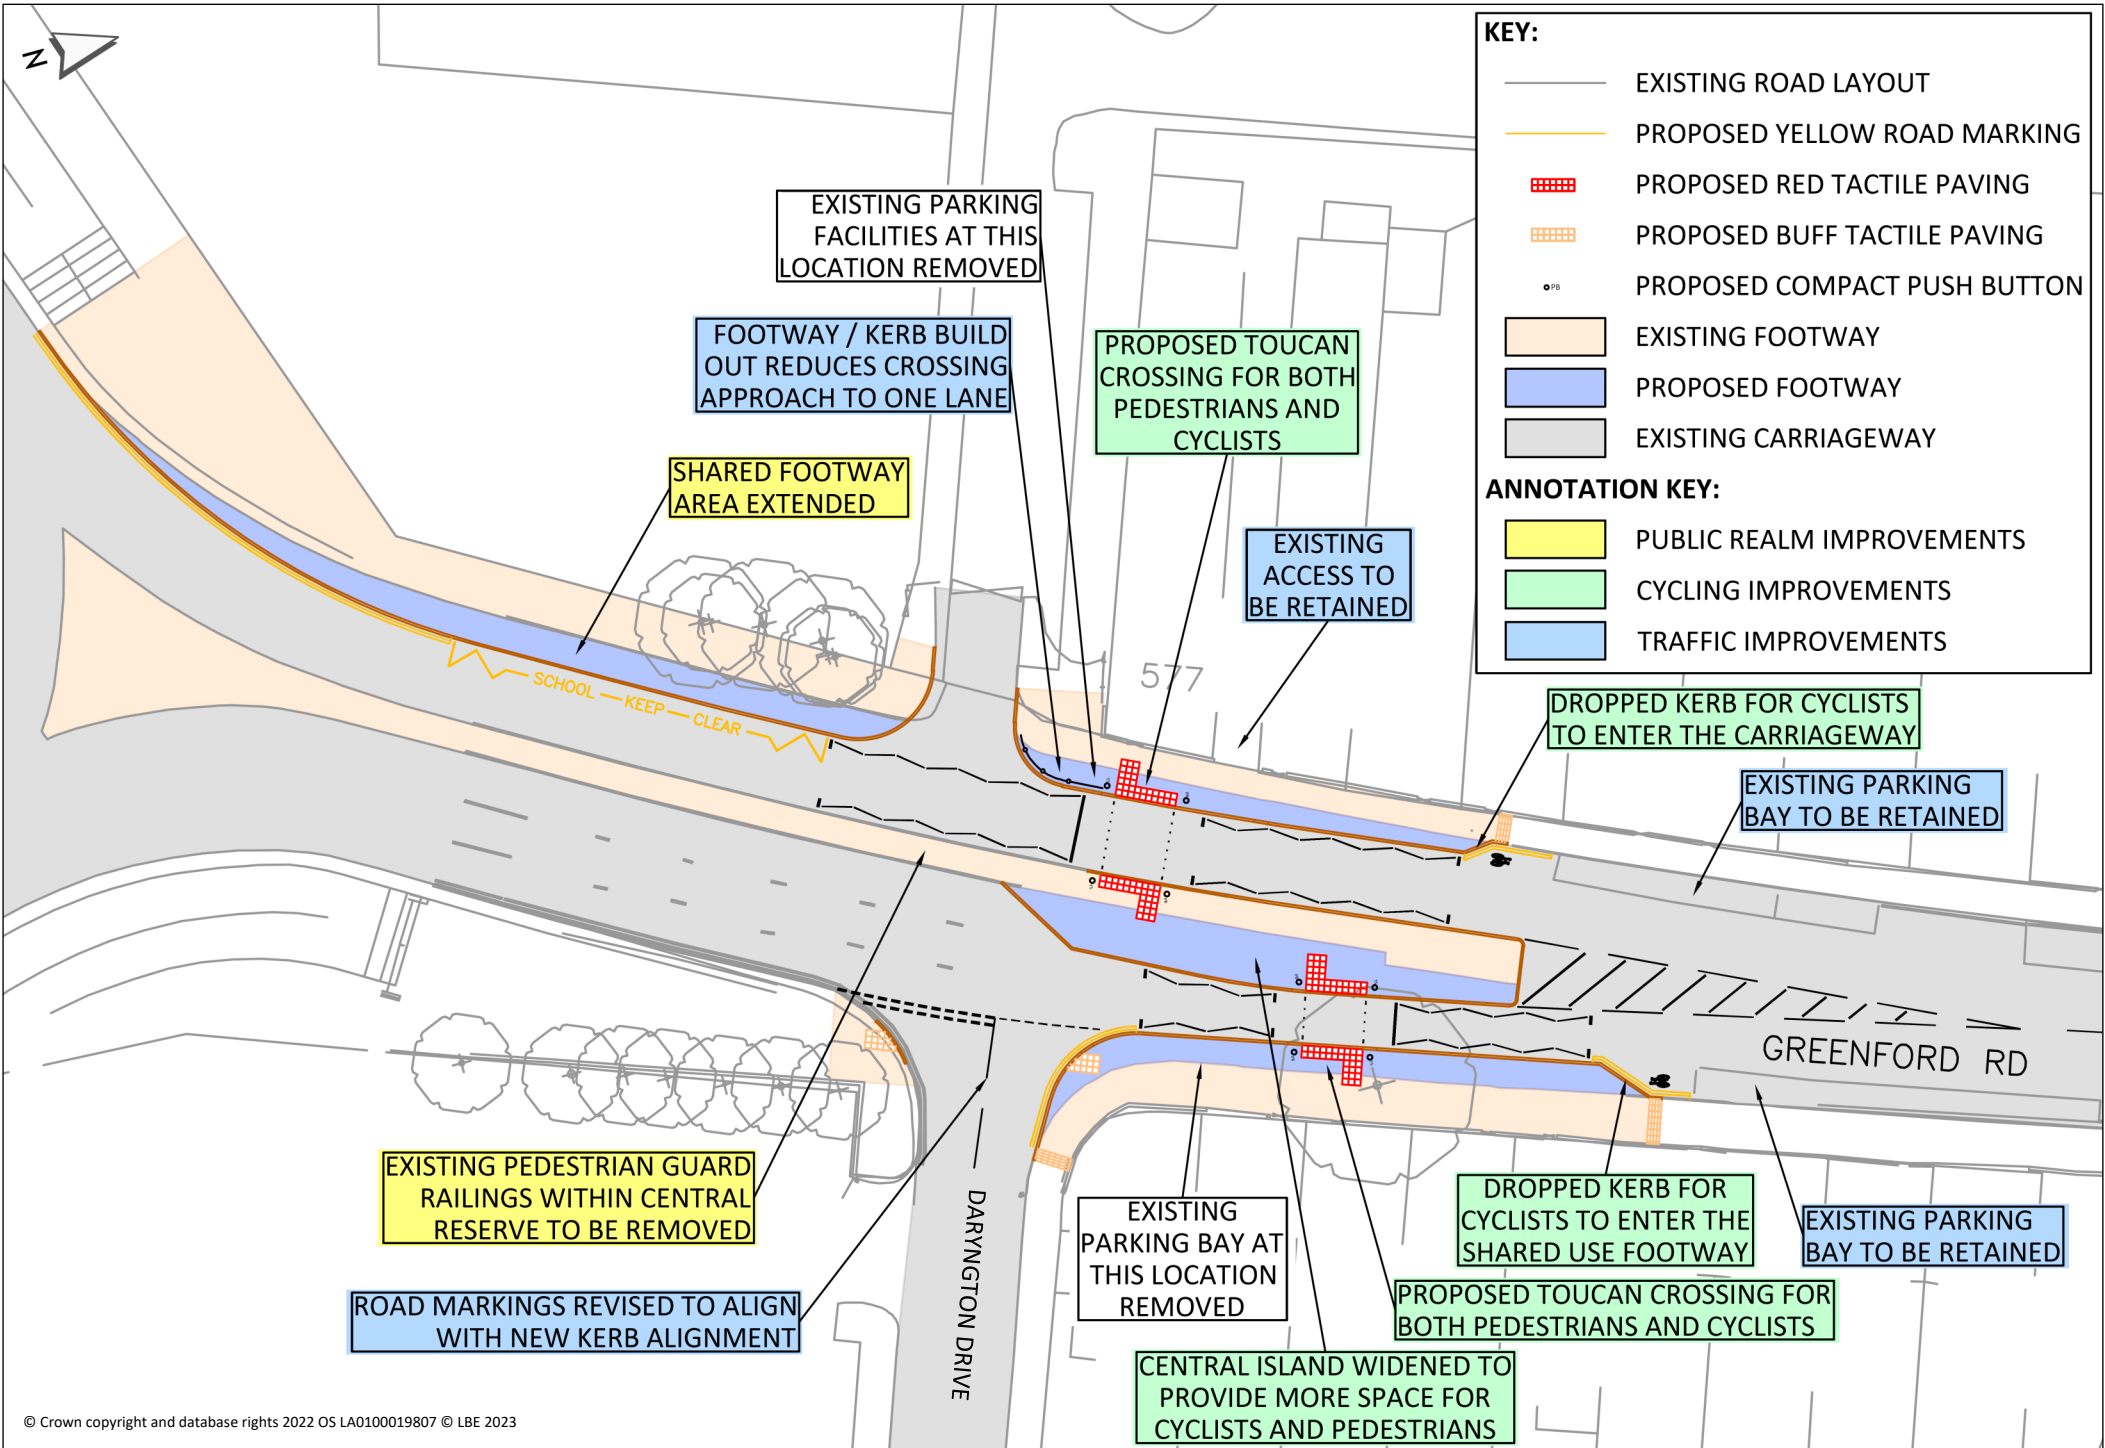 N
KEY:
EXISTING ROAD LAYOUT
PROPOSED YELLOW ROAD MARKING
PROPOSED RED TACTILE PAVING
PROPOSED BUFF TACTILE PAVING
PB
PROPOSED COMPACT PUSH BUTTON
EXISTING FOOTWAY
PROPOSED FOOTWAY
EXISTING CARRIAGEWAY
ANNOTATION KEY:
PUBLIC REALM IMPROVEMENTS
CYCLING IMPROVEMENTS
TRAFFIC IMPROVEMENTS
EXISTING PARKING
FACILITIES AT THIS
LOCATION REMOVED
FOOTWAY / KERB BUILD
OUT REDUCES CROSSING
APPROACH TO ONE LANE
PROPOSED TOUCAN
CROSSING FOR BOTH
PEDESTRIANS AND
CYCLISTS
SHARED FOOTWAY
AREA EXTENDED
EXISTING
ACCESS TO
BE RETAINED
577
SCHOOL KEEP CLEAR
DROPPED KERB FOR CYCLISTS
TO ENTER THE CARRIAGEWAY
EXISTING PARKING
BAY TO BE RETAINED
GREENFORD RD
EXISTING PEDESTRIAN GUARD
RAILINGS WITHIN CENTRAL
RESERVE TO BE REMOVED
ROAD MARKINGS REVISED TO ALIGN
WITH NEW KERB ALIGNMENT
DARYNGTON DRIVE
EXISTING
PARKING BAY AT
THIS LOCATION
REMOVED
DROPPED KERB FOR
CYCLISTS TO ENTER THE
SHARED USE FOOTWAY
EXISTING PARKING
BAY TO BE RETAINED
PROPOSED TOUCAN CROSSING FOR
BOTH PEDESTRIANS AND CYCLISTS
CENTRAL ISLAND WIDENED TO
PROVIDE MORE SPACE FOR
CYCLISTS AND PEDESTRIANS
© Crown copyright and database rights 2022 OS LA0100019807 © LBE 2023